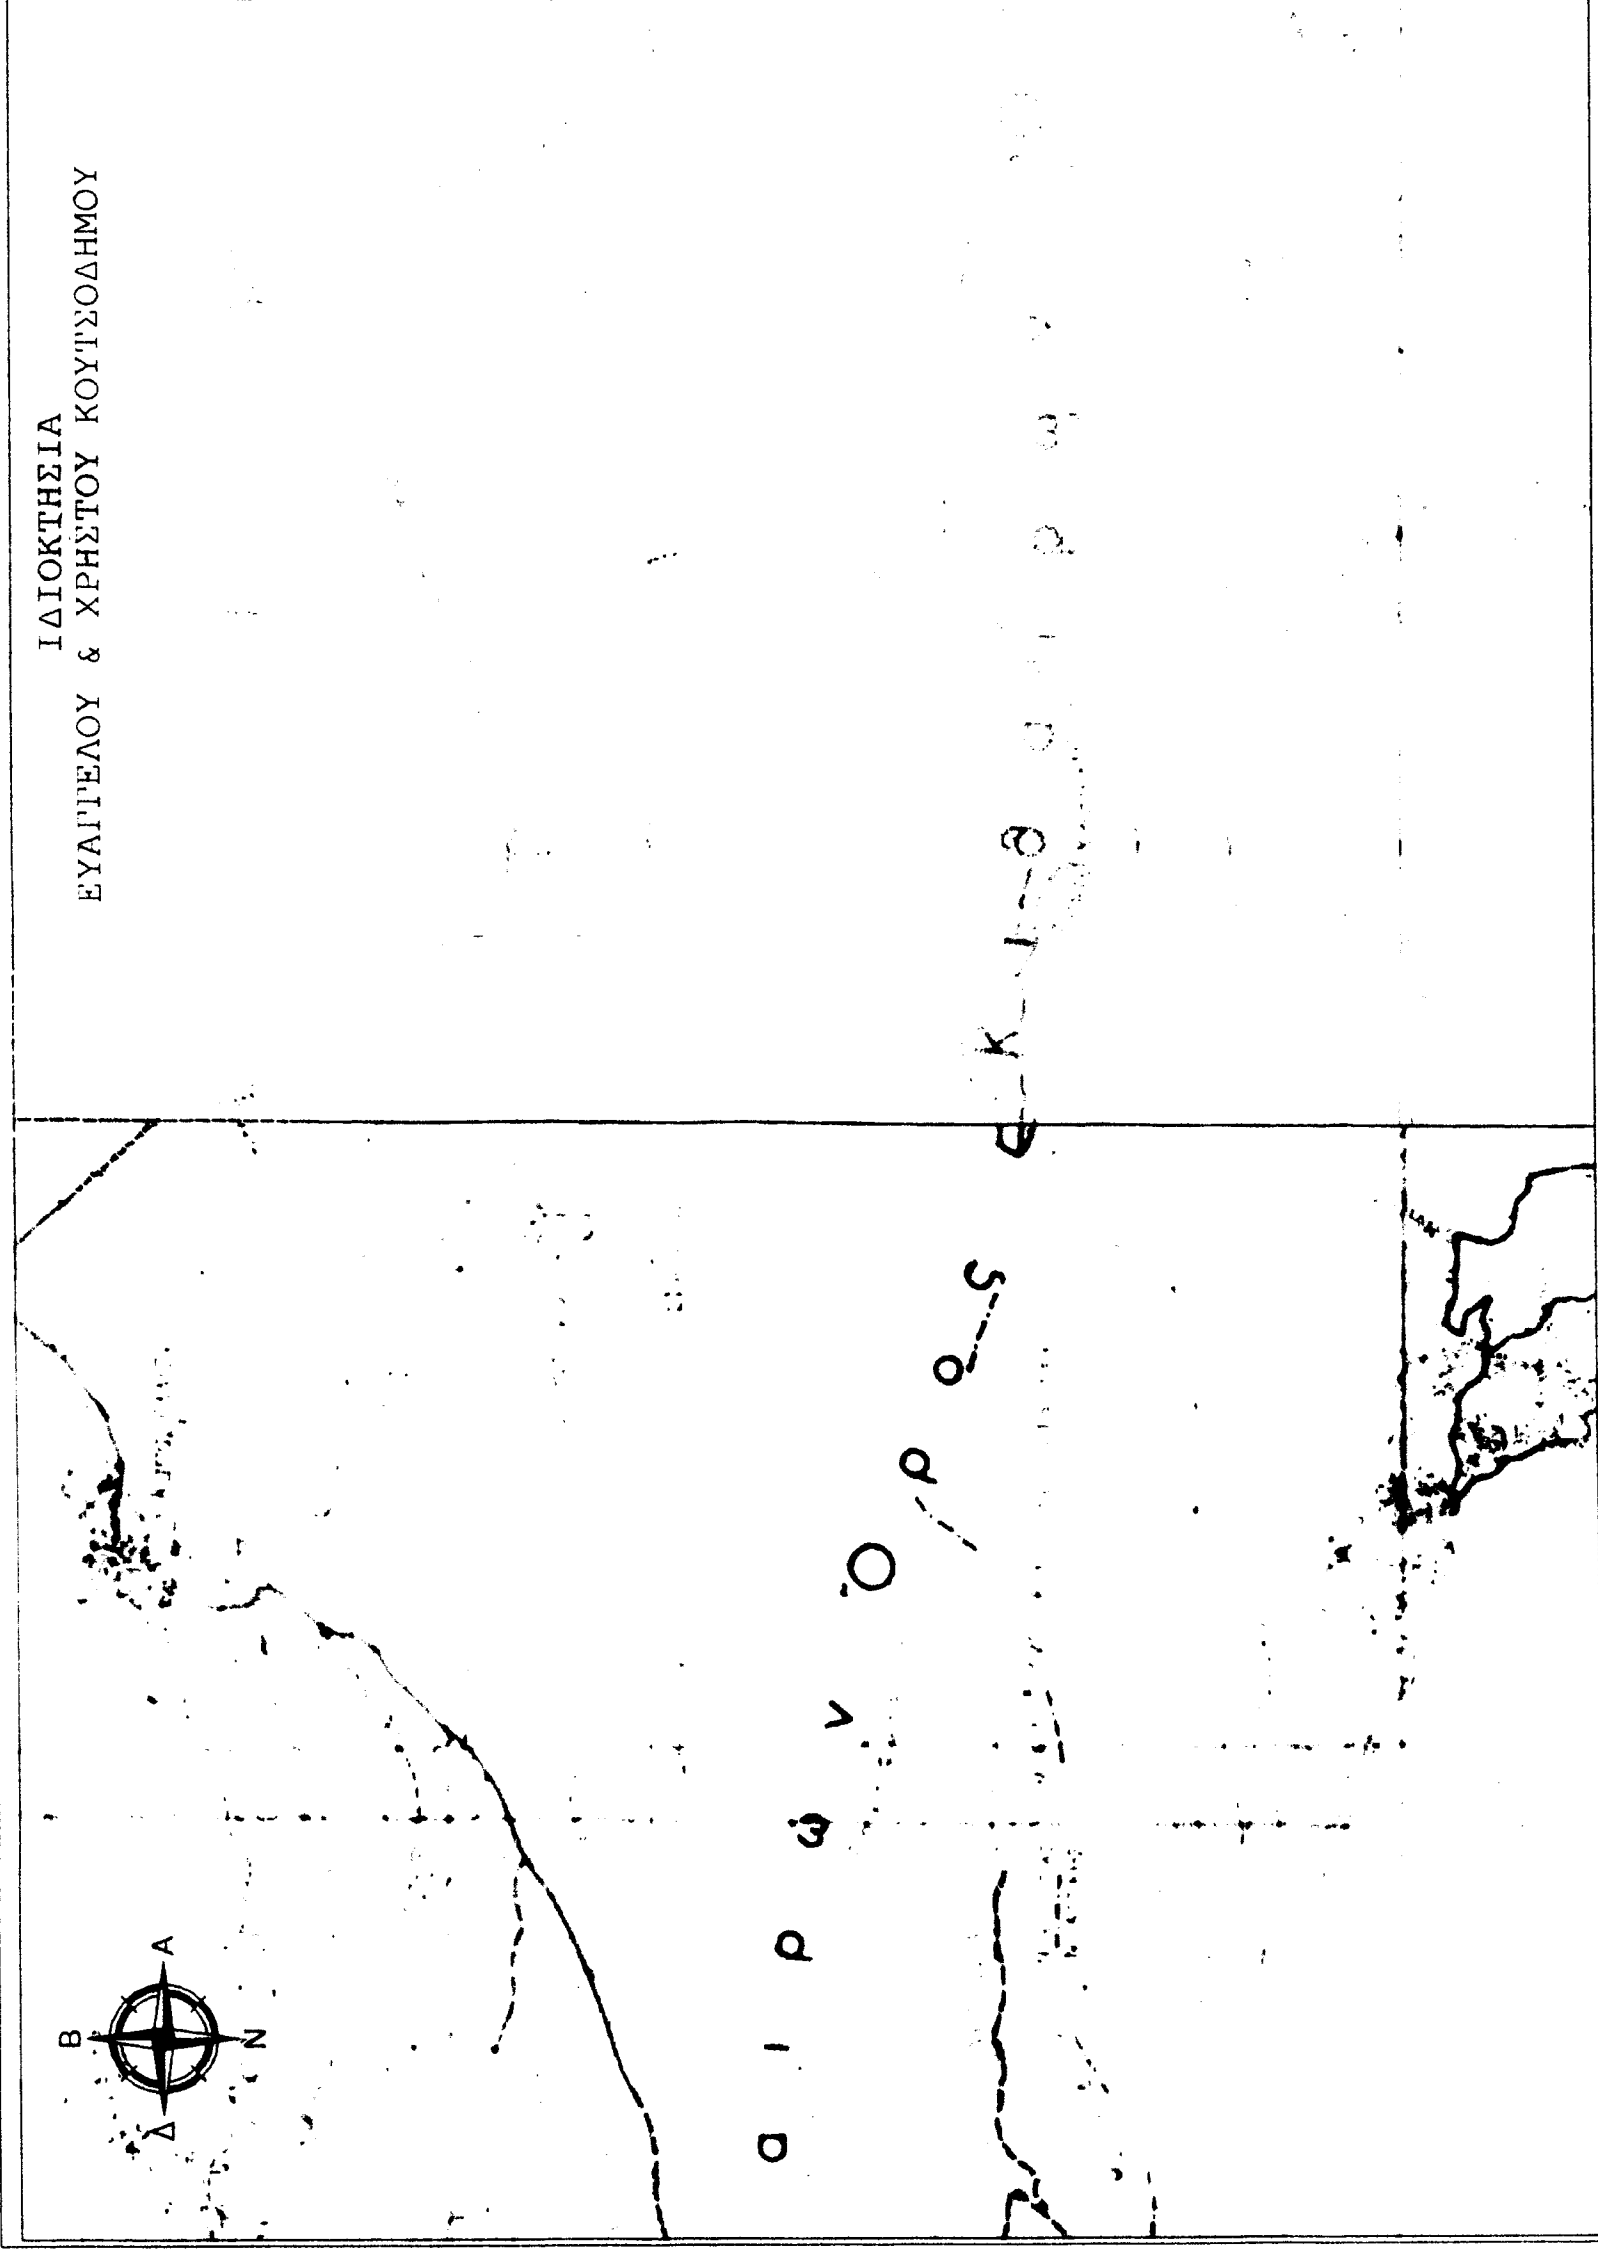 ΙΔΙΟΚΤΗΣΙΑ
ΕΥΑΓΓΕΛΟΥ & ΧΡΗΣΤΟΥ ΚΟΥΤΣΟΔΗΜΟΥ
Β
Δ Α
Ν
α ι ρ ω ν
Ο ρ ο ς
Κ ι θ α ι ρ ω ν